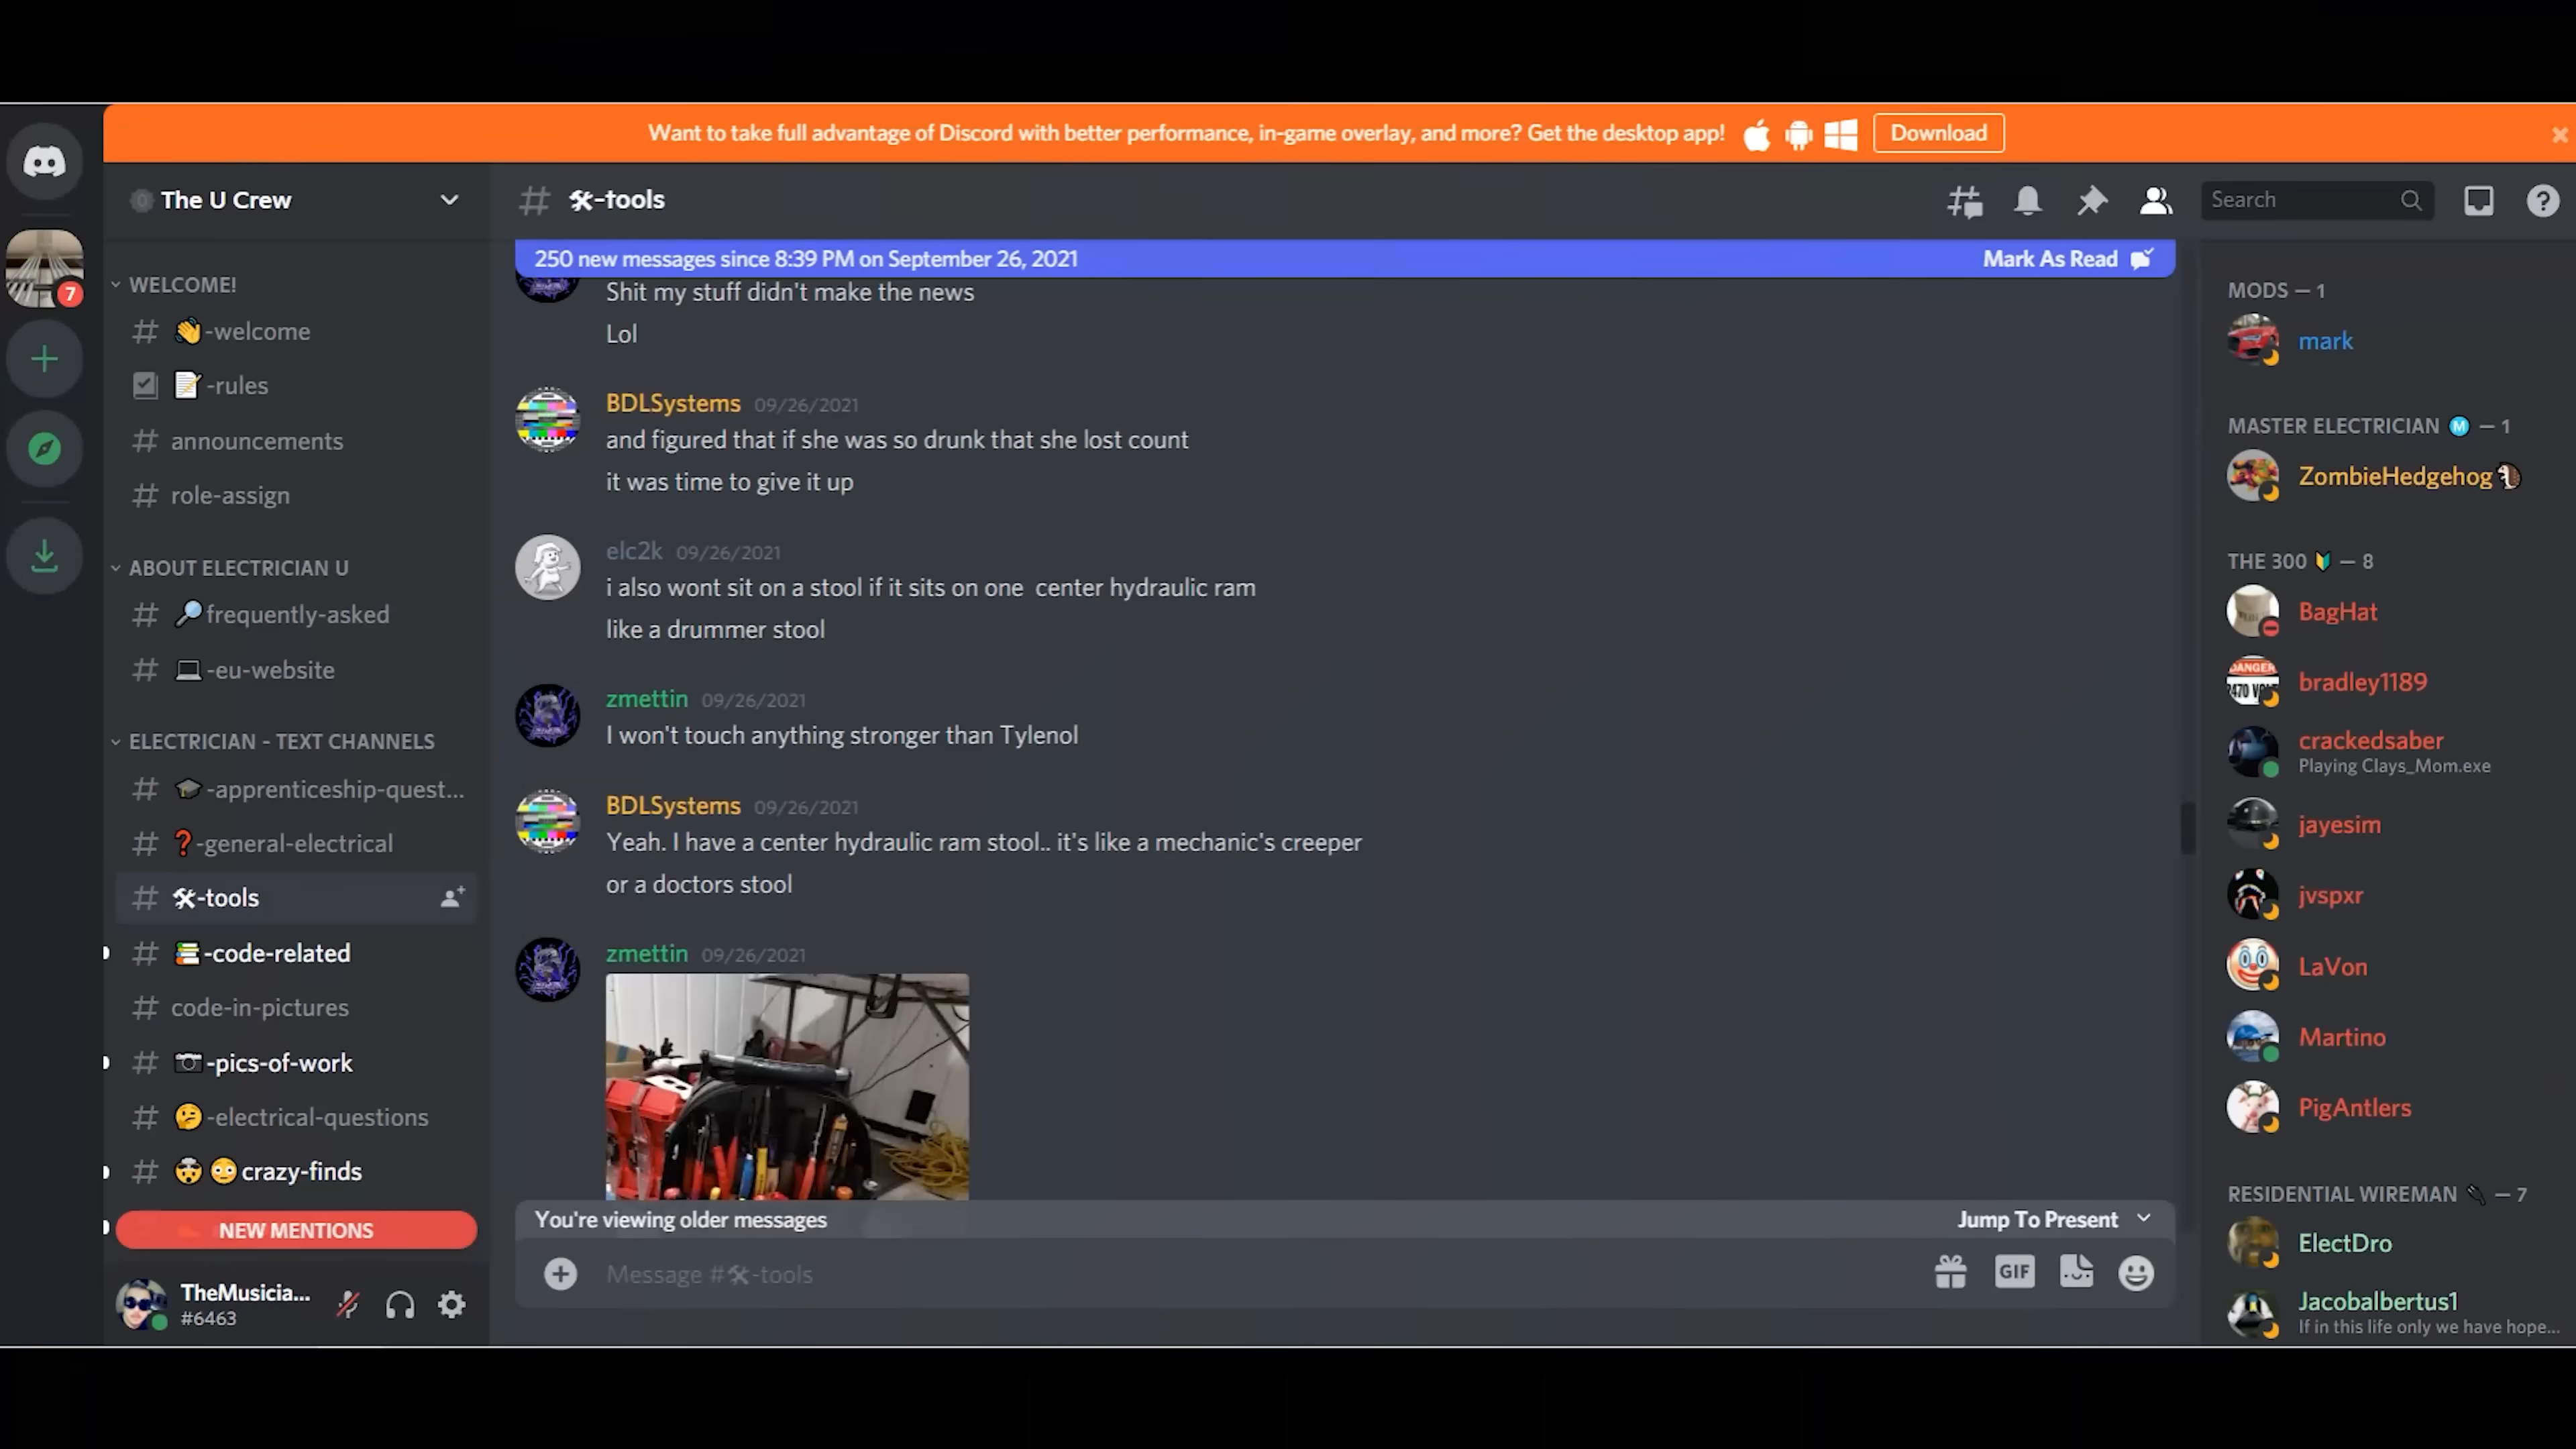 Want to take full advantage of Discord with better performance, in-game overlay, and more? Get the desktop app!
Download
The U Crew
7
WELCOME!
👋-welcome
📝-rules
announcements
role-assign
ABOUT ELECTRICIAN U
🔎frequently-asked
💻-eu-website
ELECTRICIAN - TEXT CHANNELS
🎓-apprenticeship-quest...
❓-general-electrical
🛠-tools
📚-code-related
code-in-pictures
📷-pics-of-work
🤔-electrical-questions
🤯😳crazy-finds
NEW MENTIONS
TheMusicia...
#6463
# 🛠-tools
Search
250 new messages since 8:39 PM on September 26, 2021
Mark As Read
Shit my stuff didn't make the news
Lol
BDLSystems 09/26/2021
and figured that if she was so drunk that she lost count
it was time to give it up
elc2k 09/26/2021
i also wont sit on a stool if it sits on one center hydraulic ram
like a drummer stool
zmettin 09/26/2021
I won't touch anything stronger than Tylenol
BDLSystems 09/26/2021
Yeah. I have a center hydraulic ram stool.. it's like a mechanic's creeper
or a doctors stool
zmettin 09/26/2021
You're viewing older messages
Jump To Present
Message #🛠-tools
GIF
MODS — 1
mark
MASTER ELECTRICIAN Ⓜ — 1
ZombieHedgehog🦔
THE 300 🔰 — 8
BagHat
DANGER
bradley1189
crackedsaber
Playing Clays_Mom.exe
jayesim
jvspxr
LaVon
Martino
PigAntlers
RESIDENTIAL WIREMAN 🔌 — 7
ElectDro
Jacobalbertus1
If in this life only we have hope...